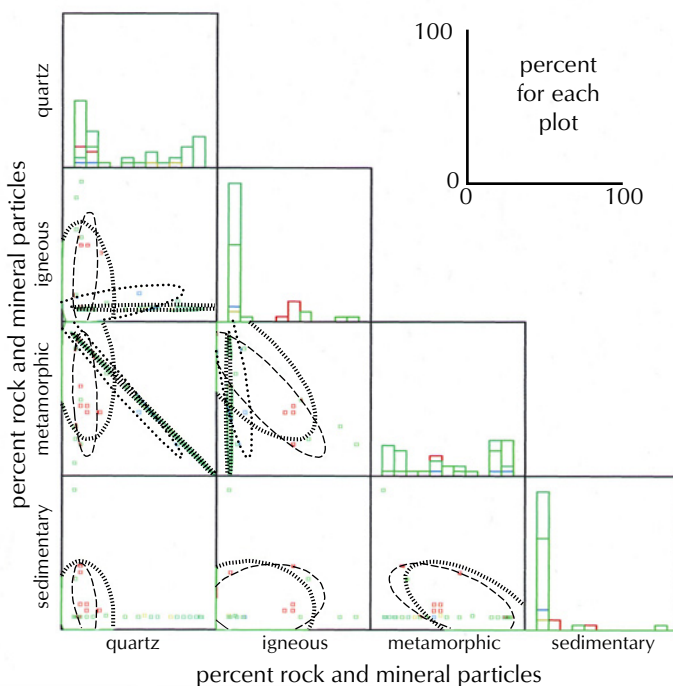 100
percent
for each
plot
0
0
100
percent rock and mineral particles
quartz
igneous
metamorphic
sedimentary
quartz
igneous
metamorphic
sedimentary
percent rock and mineral particles